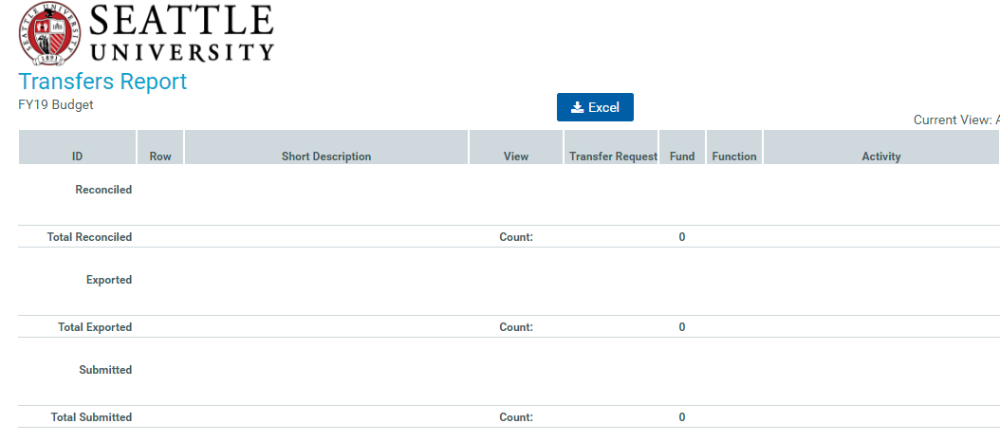 SEATTLE
UNIVERSITY
Transfers Report
FY19 Budget
Excel
Current View: A
ID Row Short Description View Transfer Request Fund Function Activity
Reconciled
Total Reconciled Count: 0
Exported
Total Exported Count: 0
Submitted
Total Submitted Count: 0